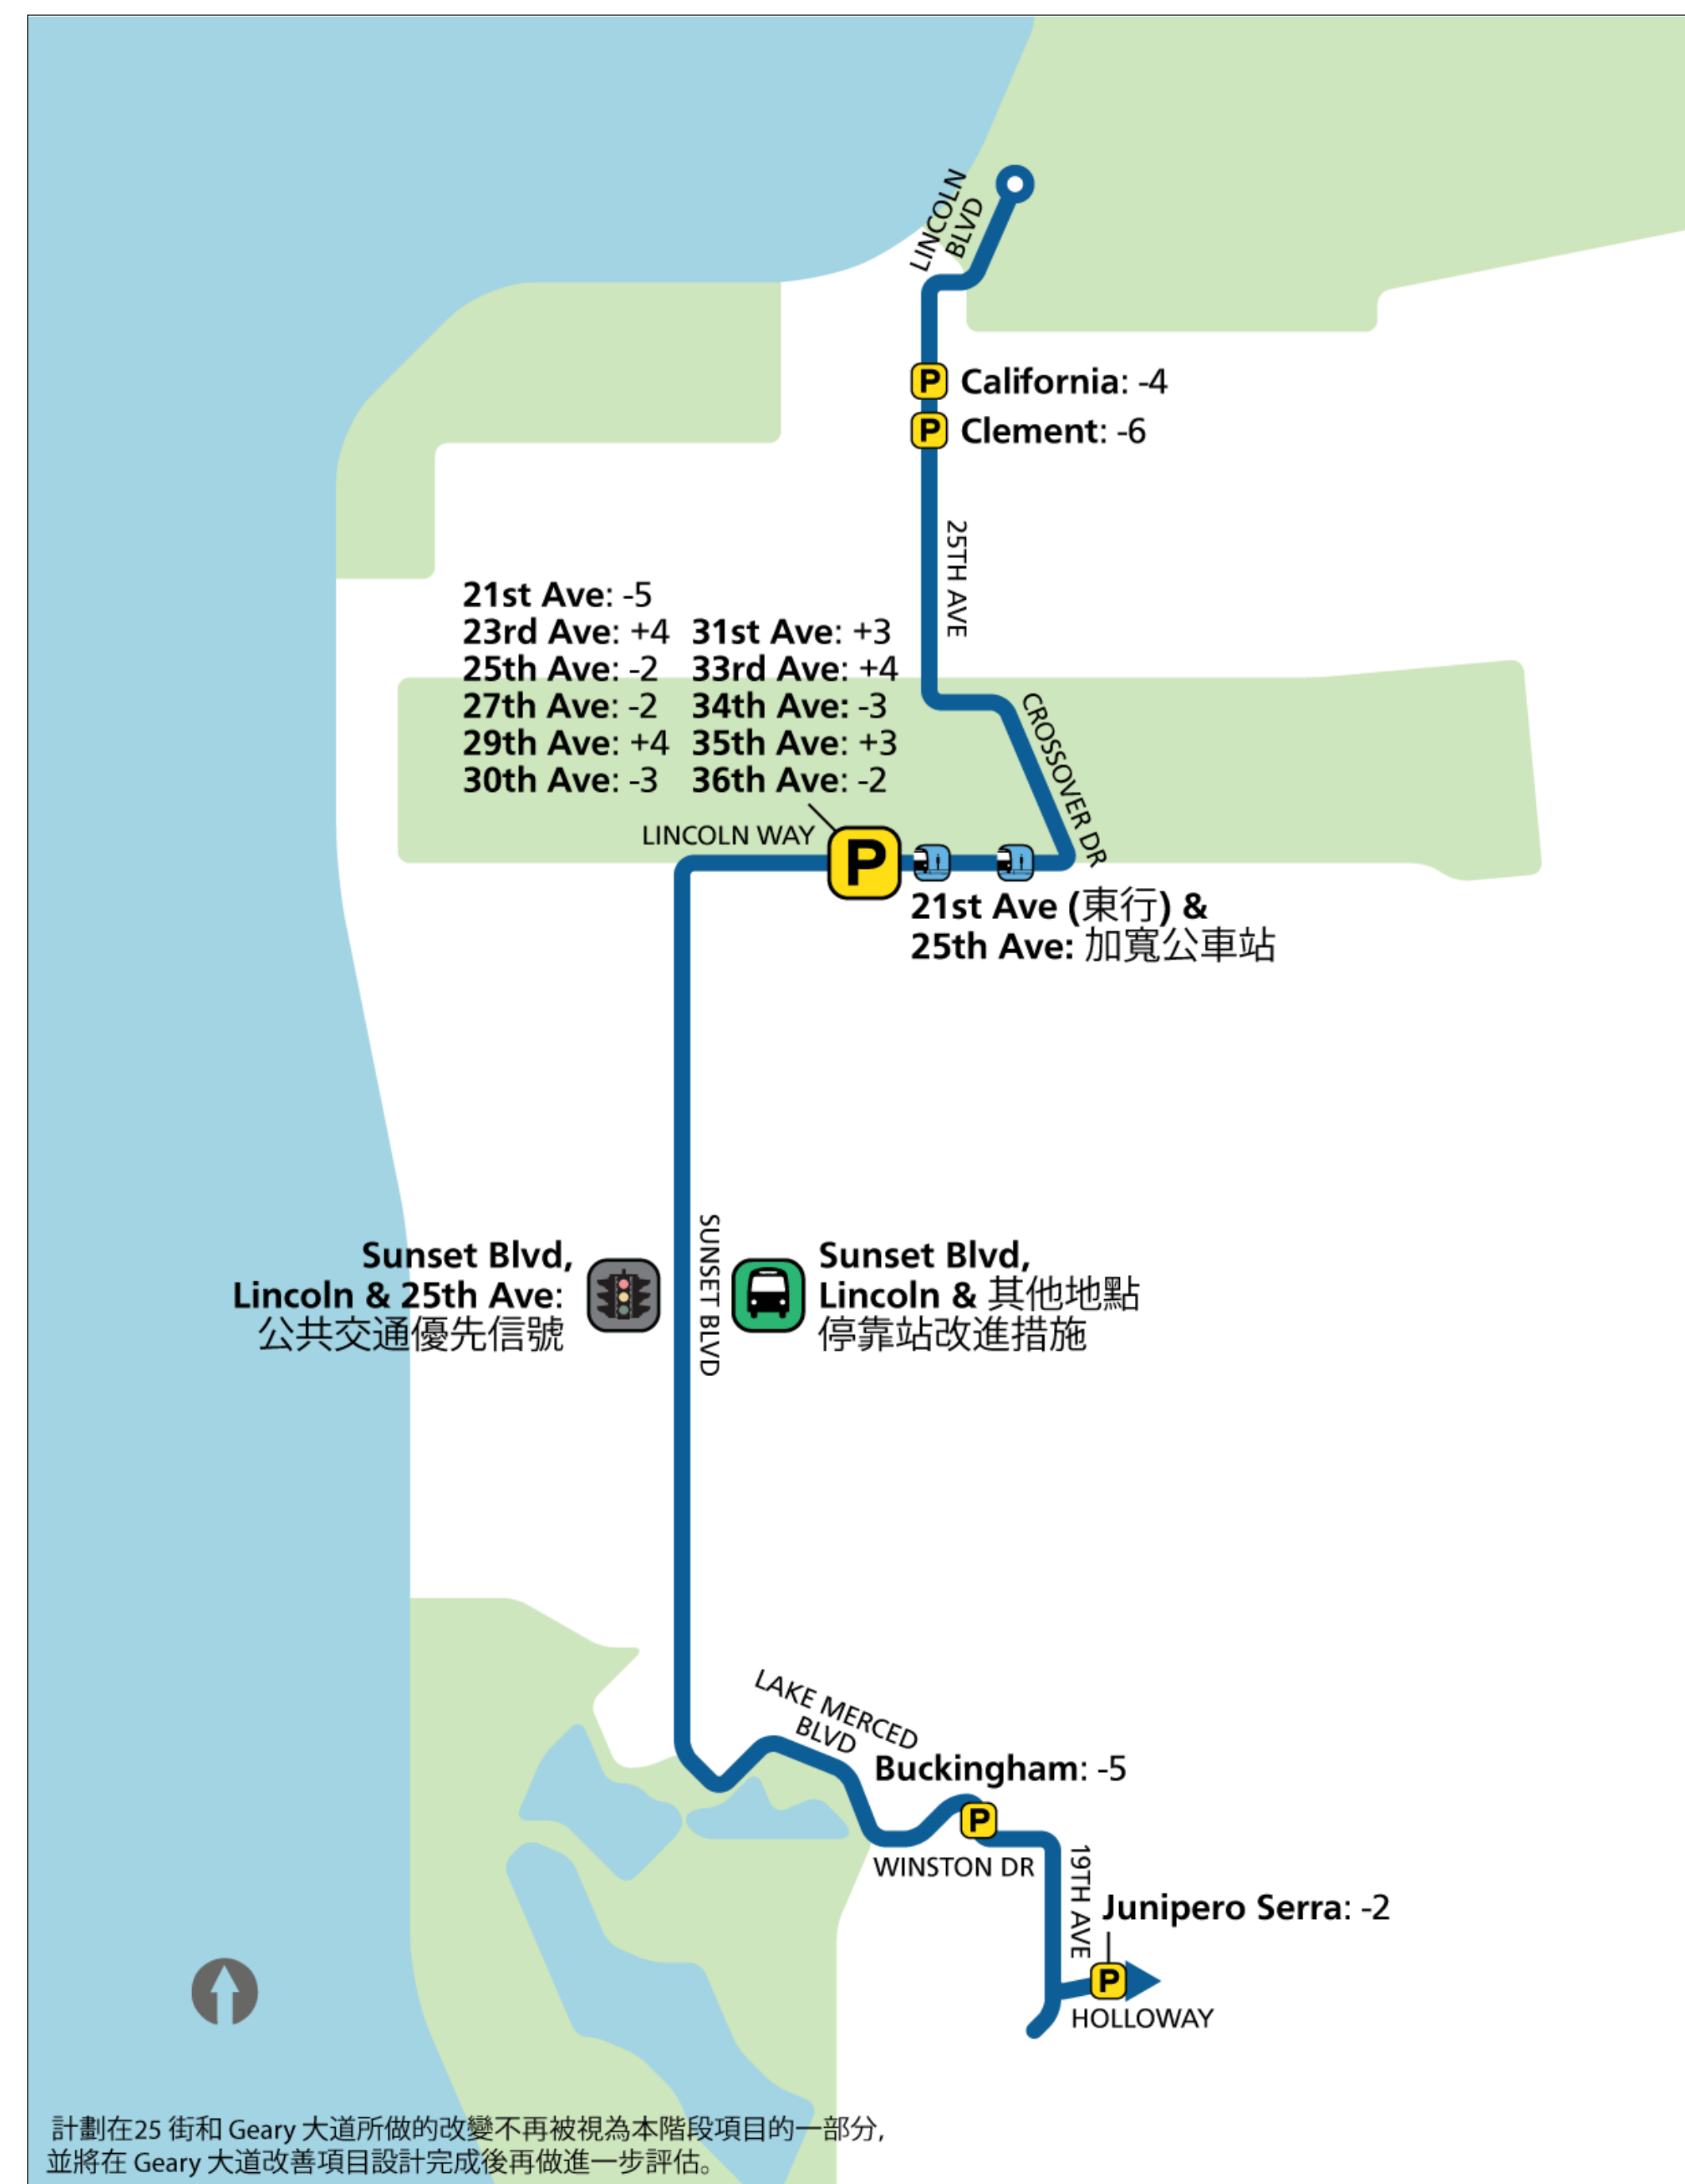 LINCOLN
BLVD
P California: -4
P Clement: -6
25TH AVE
21st Ave: -5
23rd Ave: +4 31st Ave: +3
25th Ave: -2 33rd Ave: +4
27th Ave: -2 34th Ave: -3
29th Ave: +4 35th Ave: +3
30th Ave: -3 36th Ave: -2
CROSSOVER DR
LINCOLN WAY
P
21st Ave (東行) &
25th Ave: 加寬公車站
Sunset Blvd,
Lincoln & 25th Ave:
公共交通優先信號
SUNSET BLVD
Sunset Blvd,
Lincoln & 其他地點
停靠站改進措施
LAKE MERCED
BLVD
Buckingham: -5
P
WINSTON DR
19TH AVE
Junipero Serra: -2
P
HOLLOWAY
計劃在25 街和 Geary 大道所做的改變不再被視為本階段項目的一部分,
並將在 Geary 大道改善項目設計完成後再做進一步評估。